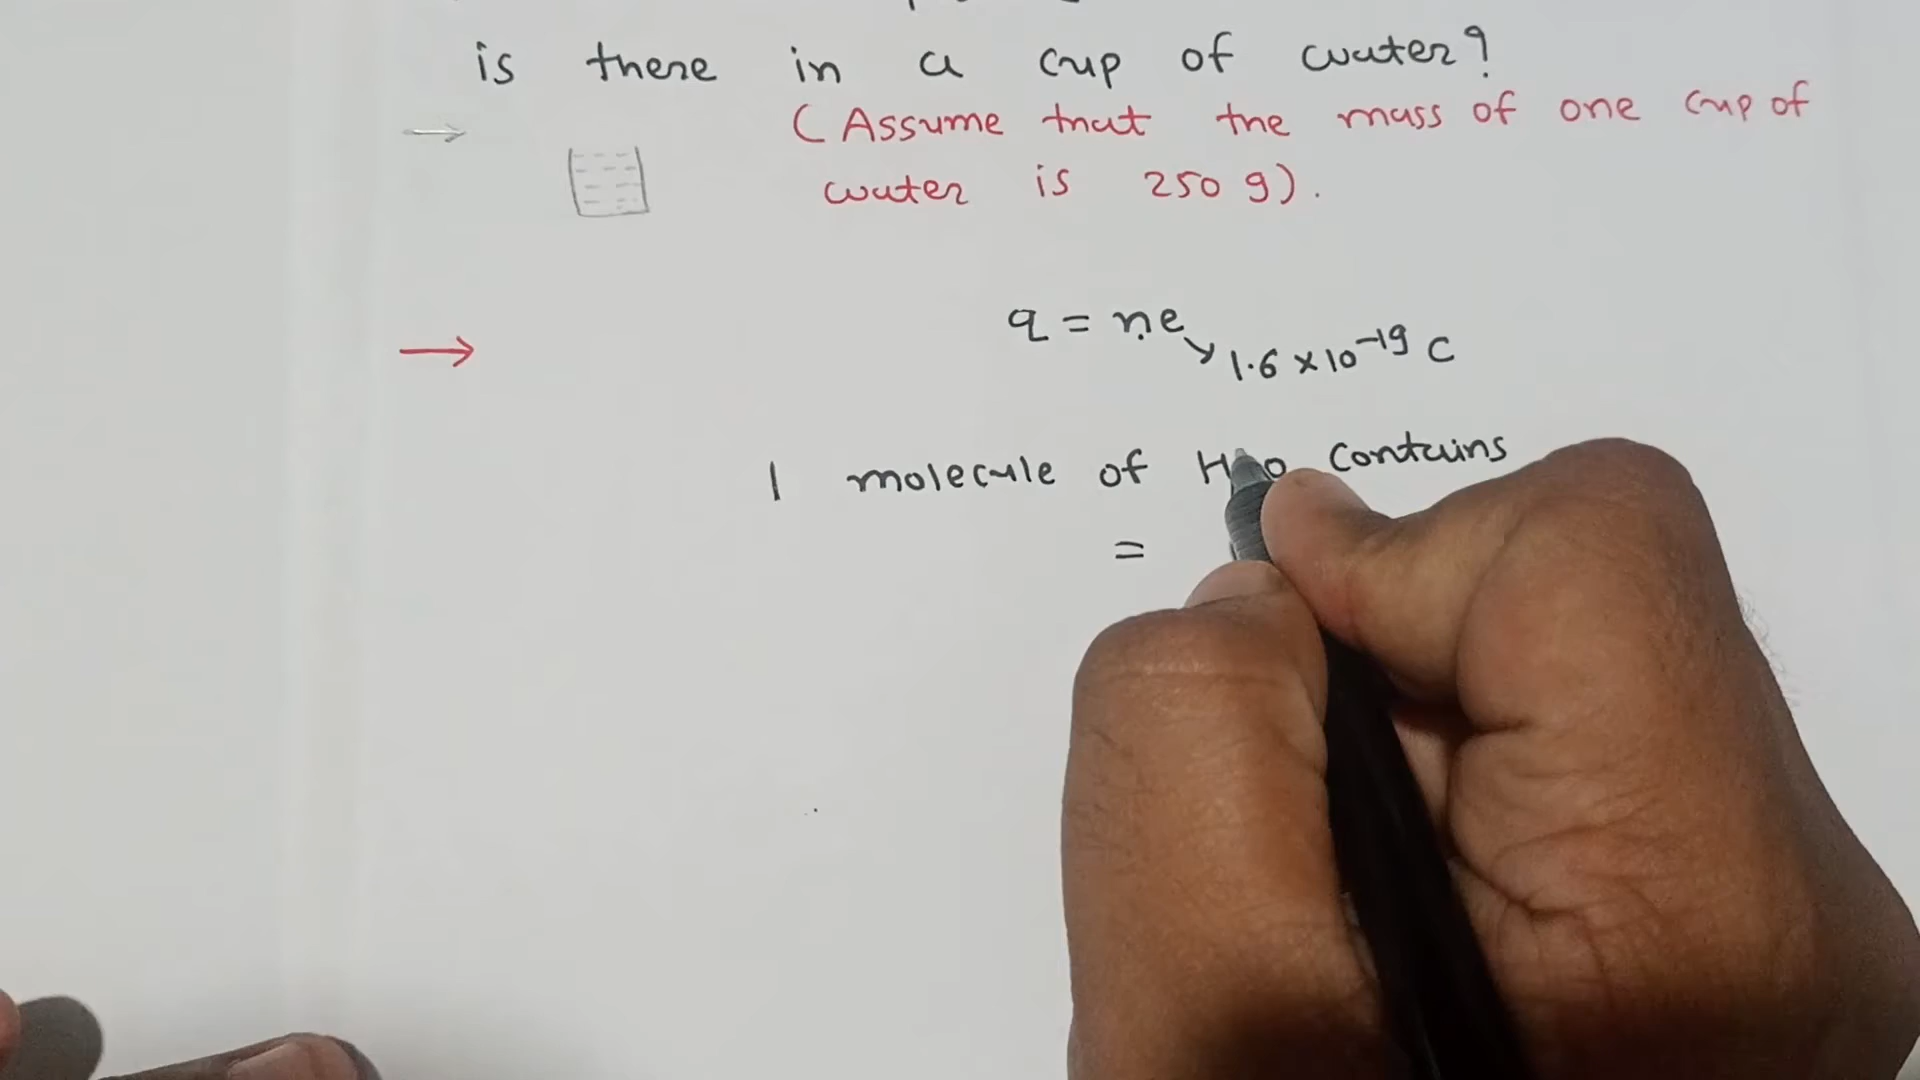 is there in a cup of water?
(Assume that the mass of one cup of
water is 250 g).
q = ne
1.6 × 10⁻¹⁹ C
1 molecule of H₂O contains
=